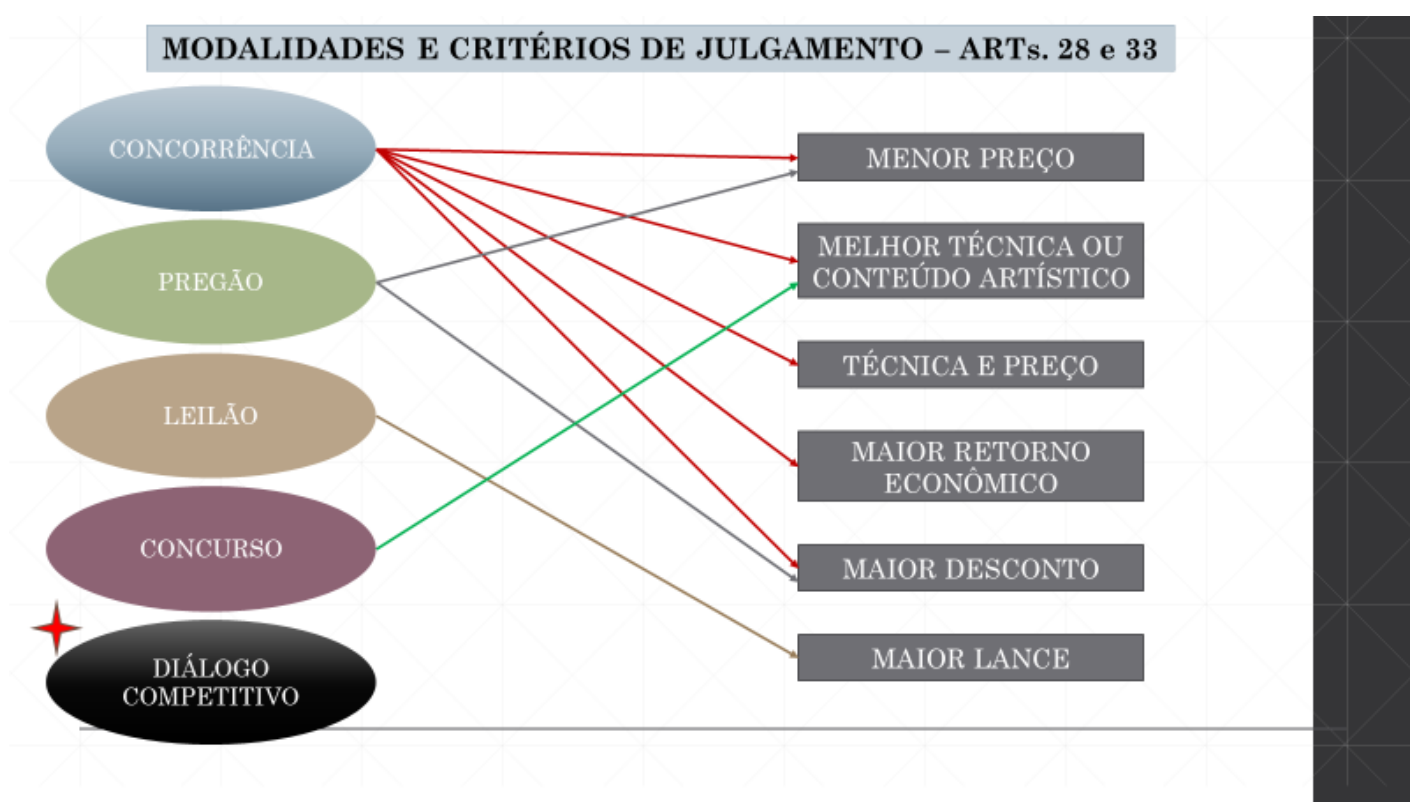 MODALIDADES E CRITÉRIOS DE JULGAMENTO – ARTs. 28 e 33
CONCORRÊNCIA
PREGÃO
LEILÃO
CONCURSO
DIÁLOGO
COMPETITIVO
MENOR PREÇO
MELHOR TÉCNICA OU
CONTEÚDO ARTÍSTICO
TÉCNICA E PREÇO
MAIOR RETORNO
ECONÔMICO
MAIOR DESCONTO
MAIOR LANCE